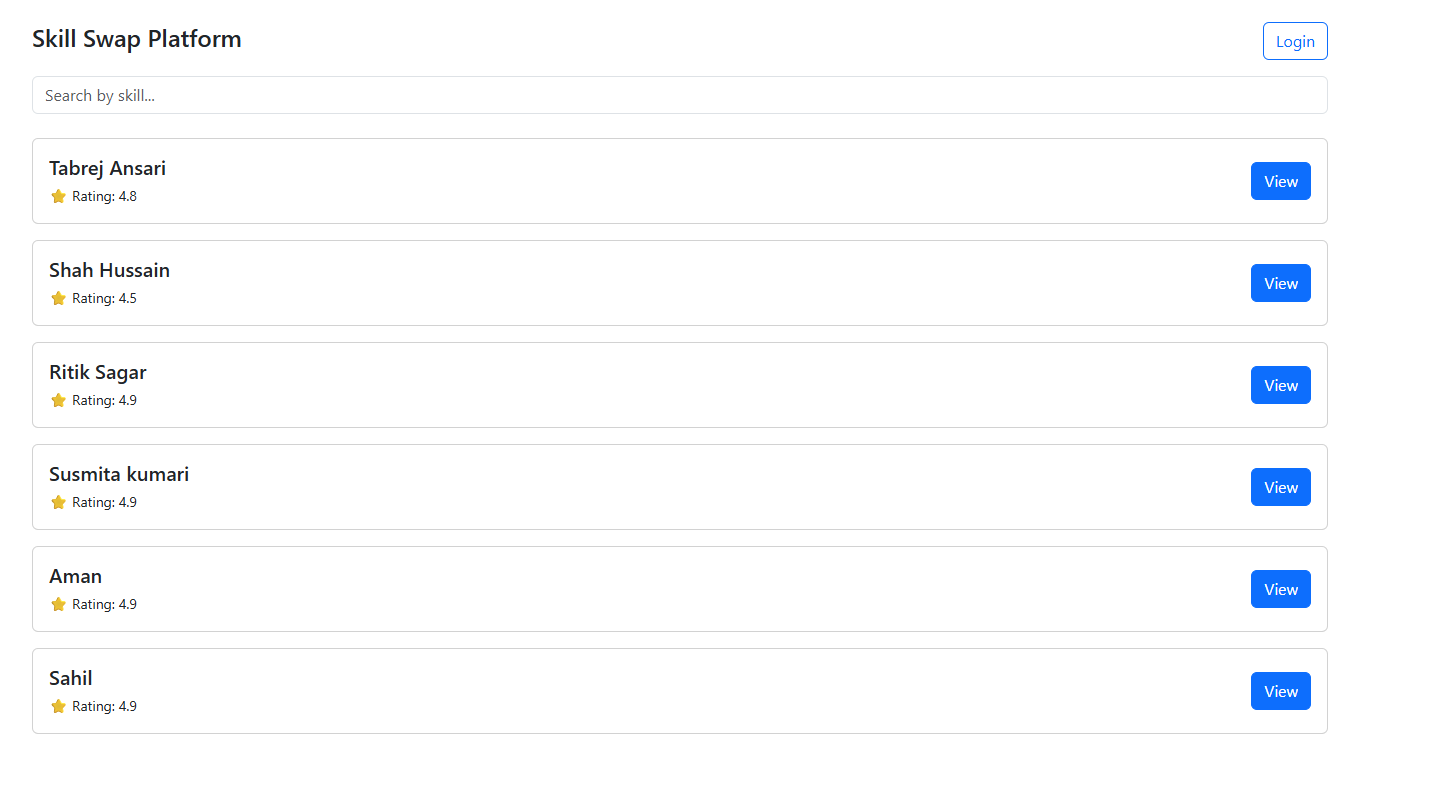 Skill Swap Platform
Login
Search by skill...
Tabrej Ansari
⭐ Rating: 4.8
View
Shah Hussain
⭐ Rating: 4.5
View
Ritik Sagar
⭐ Rating: 4.9
View
Susmita kumari
⭐ Rating: 4.9
View
Aman
⭐ Rating: 4.9
View
Sahil
⭐ Rating: 4.9
View